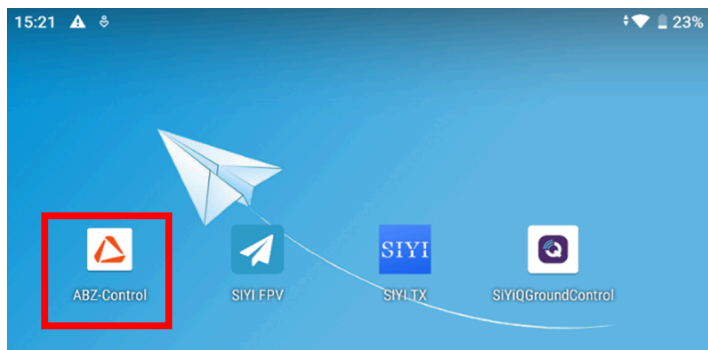 15:21
23%
SIYI
ABZ-Control
SIYI FPV
SIYI TX
SiYiQGroundControl